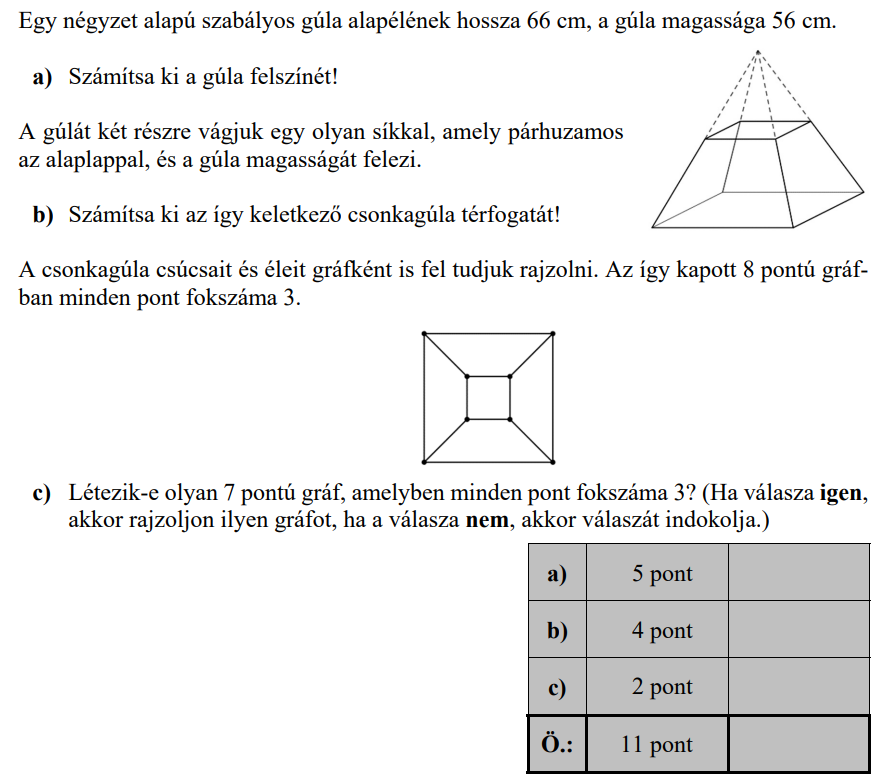 Egy négyzet alapú szabályos gúla alapélének hossza 66 cm, a gúla magassága 56 cm.
a) Számítsa ki a gúla felszínét!
A gúlát két részre vágjuk egy olyan síkkal, amely párhuzamos
az alaplappal, és a gúla magasságát felezi.
b) Számítsa ki az így keletkező csonkagúla térfogatát!
A csonkagúla csúcsait és éleit gráfként is fel tudjuk rajzolni. Az így kapott 8 pontú gráf-
ban minden pont fokszáma 3.
c) Létezik-e olyan 7 pontú gráf, amelyben minden pont fokszáma 3? (Ha válasza igen,
akkor rajzoljon ilyen gráfot, ha a válasza nem, akkor válaszát indokolja.)
a) 5 pont
b) 4 pont
c) 2 pont
Ö.: 11 pont